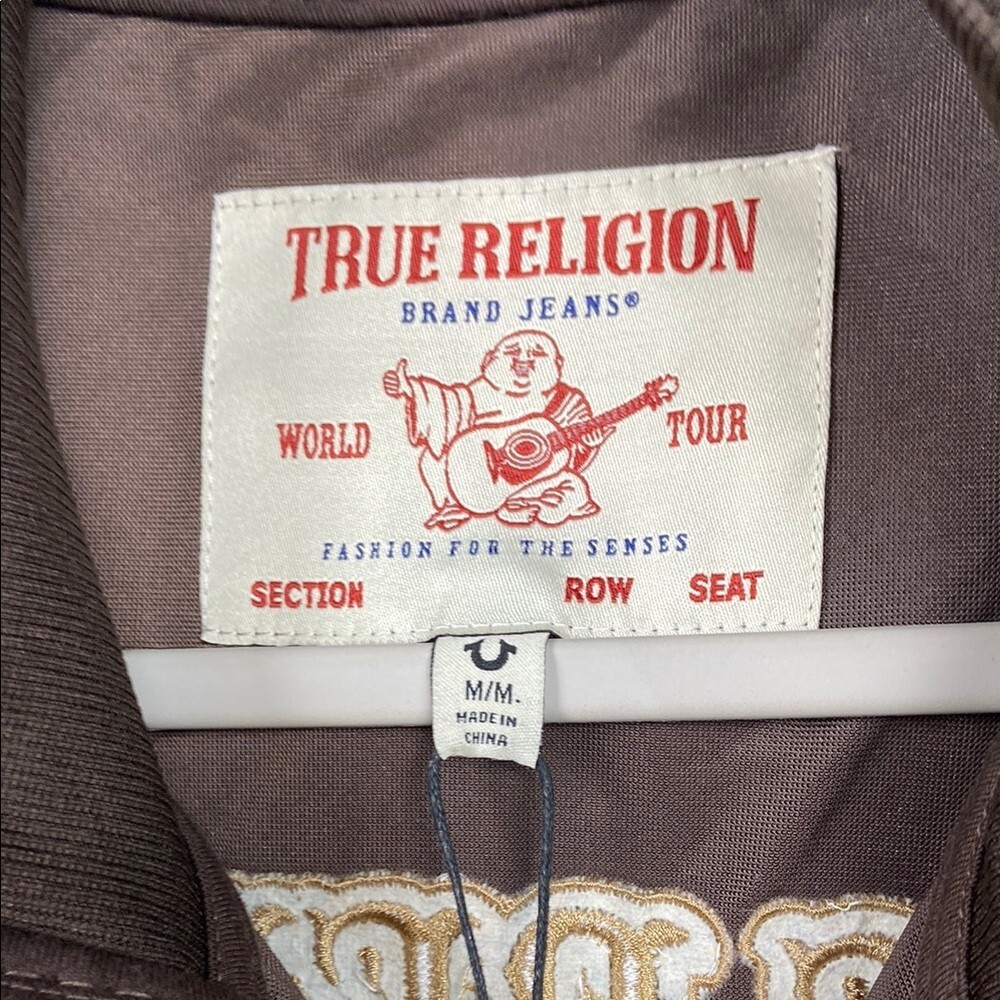 TRUE RELIGION
BRAND JEANS®
WORLD TOUR
FASHION FOR THE SENSES
SECTION ROW SEAT
M/M.
MADE IN
CHINA